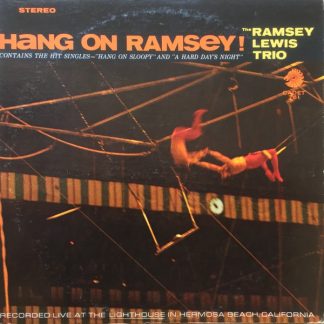 STEREO
HANG ON RAMSEY!
The RAMSEY
LEWIS
TRIO
CONTAINS THE HIT SINGLES—"HANG ON SLOOPY" AND "A HARD DAY'S NIGHT"
CADET
RECORDED LIVE AT THE LIGHTHOUSE IN HERMOSA BEACH, CALIFORNIA